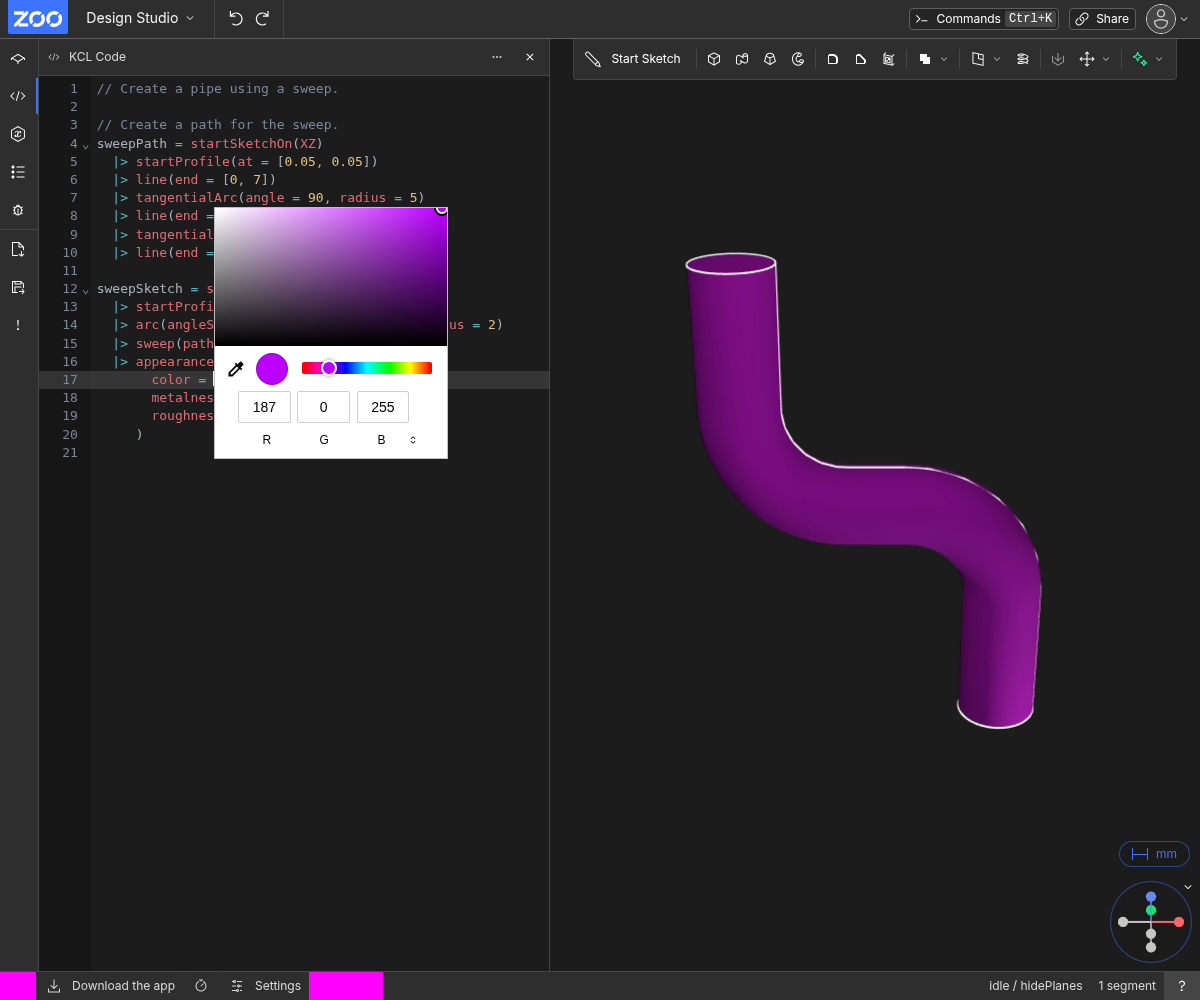 ZOO
Design Studio
Commands Ctrl+K
Share
KCL Code
Start Sketch
1 // Create a pipe using a sweep.
2
3 // Create a path for the sweep.
4 sweepPath = startSketchOn(XZ)
5 |> startProfile(at = [0.05, 0.05])
6 |> line(end = [0, 7])
7 |> tangentialArc(angle = 90, radius = 5)
8 |> line(end =
9 |> tangential
10 |> line(end =
11
12 sweepSketch = s
13 |> startProfi
14 |> arc(angleS us = 2)
15 |> sweep(path
16 |> appearance
17 color =
18 metalnes
19 roughnes
20 )
21
187 0 255
R G B
mm
Download the app
Settings
idle / hidePlanes
1 segment
?